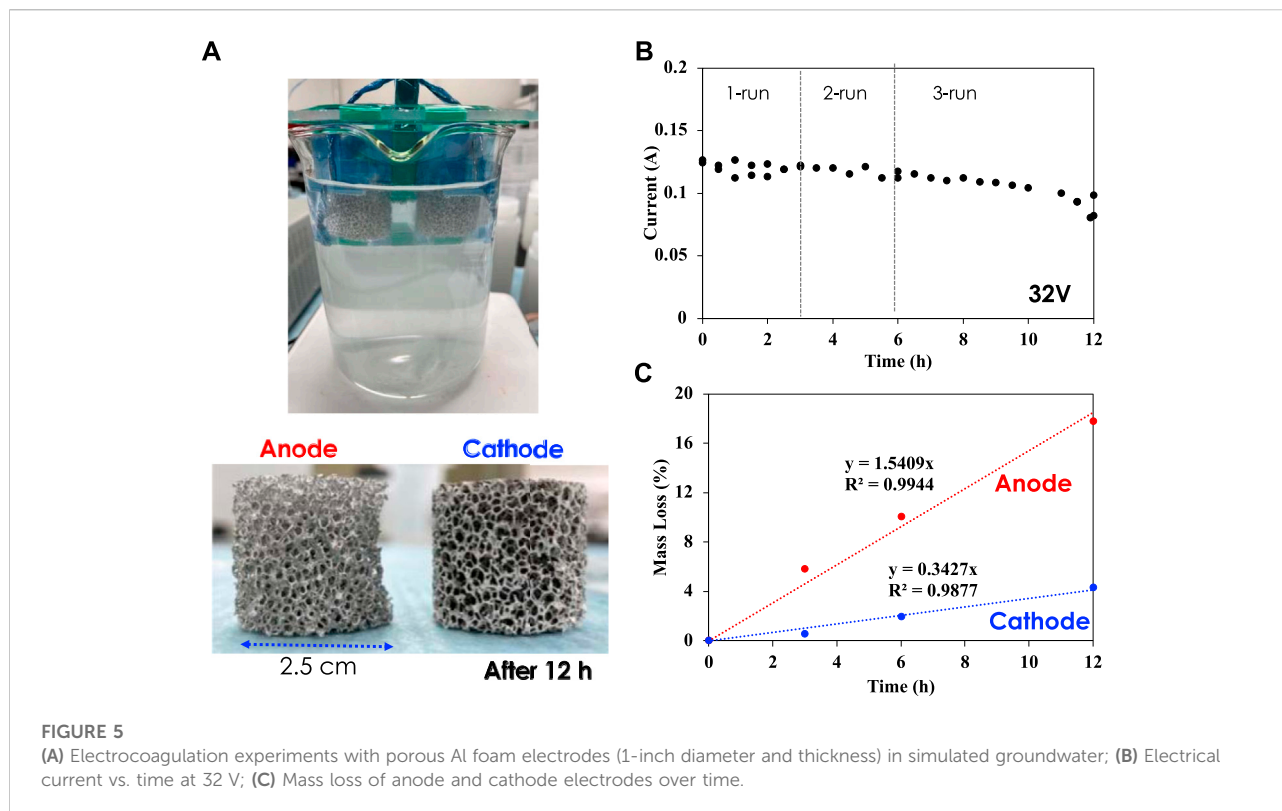 A
Anode
Cathode
2.5 cm
After 12 h
B
1-run
2-run
3-run
0.2
0.15
0.1
0.05
0
Current (A)
32V
0
2
4
6
8
10
12
Time (h)
C
20
16
12
8
4
0
Mass Loss (%)
y = 1.5409x
R² = 0.9944
Anode
y = 0.3427x
R² = 0.9877
Cathode
0
2
4
6
8
10
12
Time (h)
FIGURE 5
(A) Electrocoagulation experiments with porous Al foam electrodes (1-inch diameter and thickness) in simulated groundwater; (B) Electrical
current vs. time at 32 V; (C) Mass loss of anode and cathode electrodes over time.